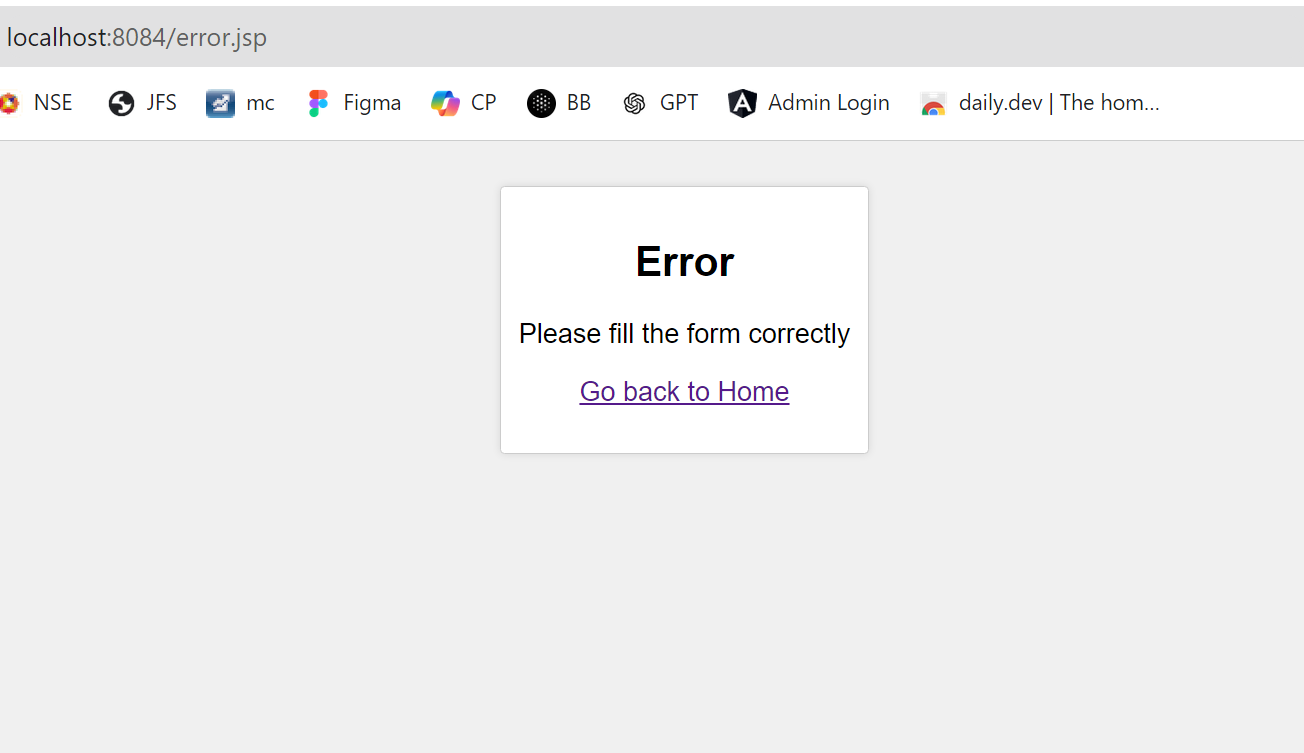 localhost:8084/error.jsp
NSE JFS mc Figma CP BB GPT Admin Login daily.dev | The hom...
Error
Please fill the form correctly
Go back to Home